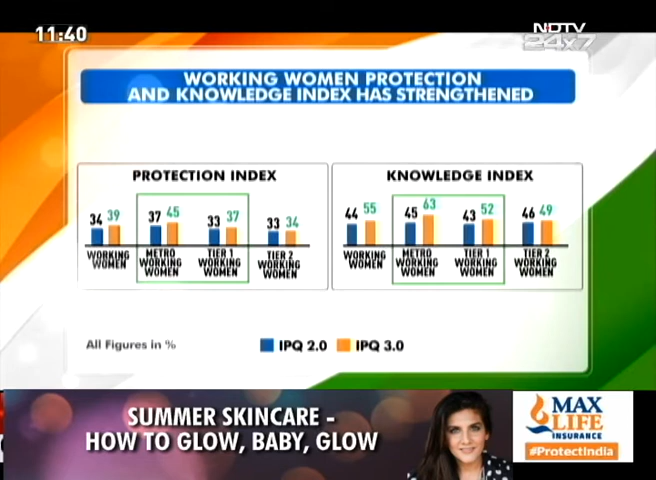 11:40
NDTV
24x7
WORKING WOMEN PROTECTION
AND KNOWLEDGE INDEX HAS STRENGTHENED
PROTECTION INDEX
34 39
37 45
33 37
33 34
WORKING
WOMEN
METRO
WORKING
WOMEN
TIER 1
WORKING
WOMEN
TIER 2
WORKING
WOMEN
KNOWLEDGE INDEX
44 55
45 63
43 52
46 49
WORKING
WOMEN
METRO
WORKING
WOMEN
TIER 1
WORKING
WOMEN
TIER 2
WORKING
WOMEN
All Figures in %
IPQ 2.0
IPQ 3.0
SUMMER SKINCARE -
HOW TO GLOW, BABY, GLOW
MAX
LIFE
INSURANCE
#ProtectIndia